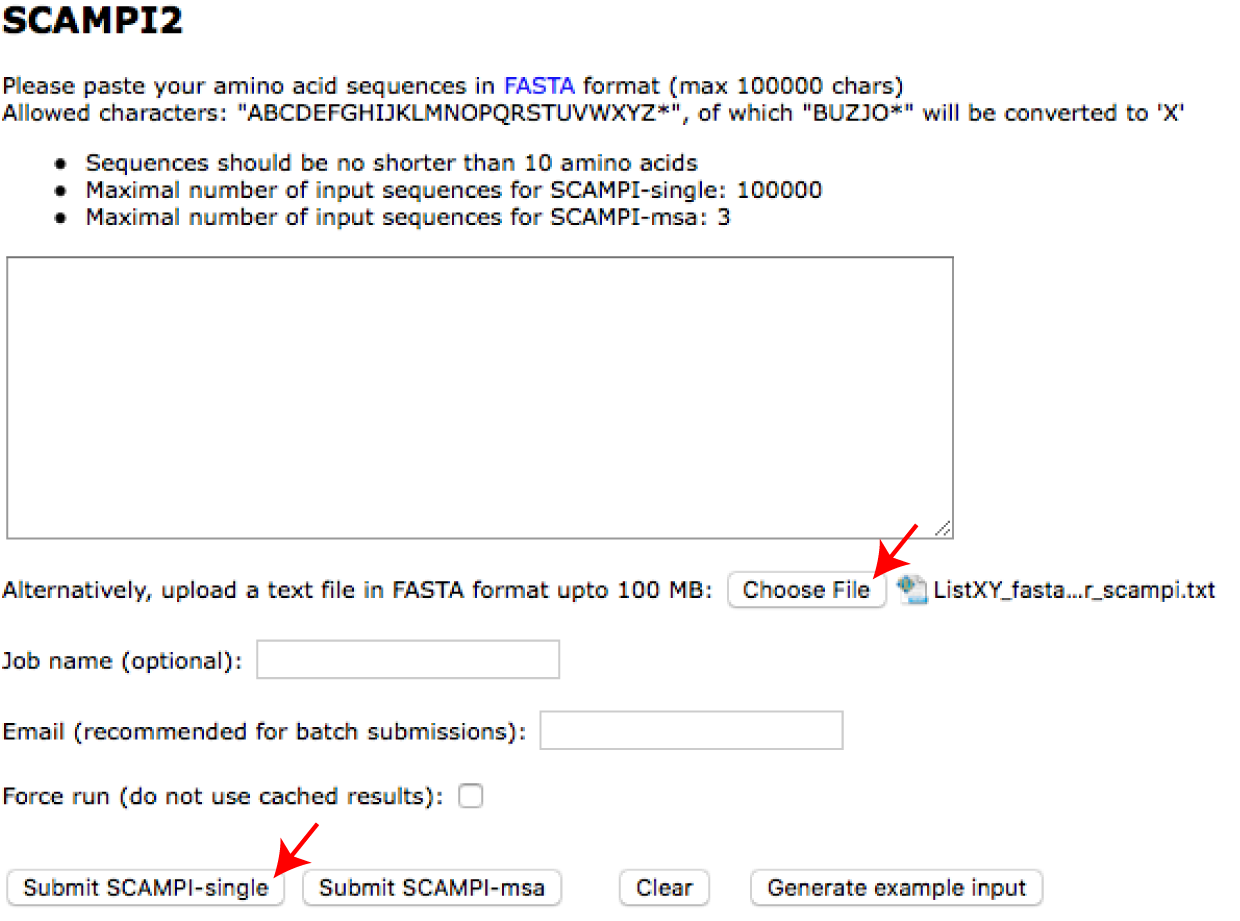 SCAMPI2
Please paste your amino acid sequences in FASTA format (max 100000 chars)
Allowed characters: "ABCDEFGHIJKLMNOPQRSTUVWXYZ*", of which "BUZJO*" will be converted to 'X'
• Sequences should be no shorter than 10 amino acids
• Maximal number of input sequences for SCAMPI-single: 100000
• Maximal number of input sequences for SCAMPI-msa: 3
Alternatively, upload a text file in FASTA format upto 100 MB: Choose File ListXY_fasta...r_scampi.txt
Job name (optional):
Email (recommended for batch submissions):
Force run (do not use cached results):
Submit SCAMPI-single Submit SCAMPI-msa Clear Generate example input